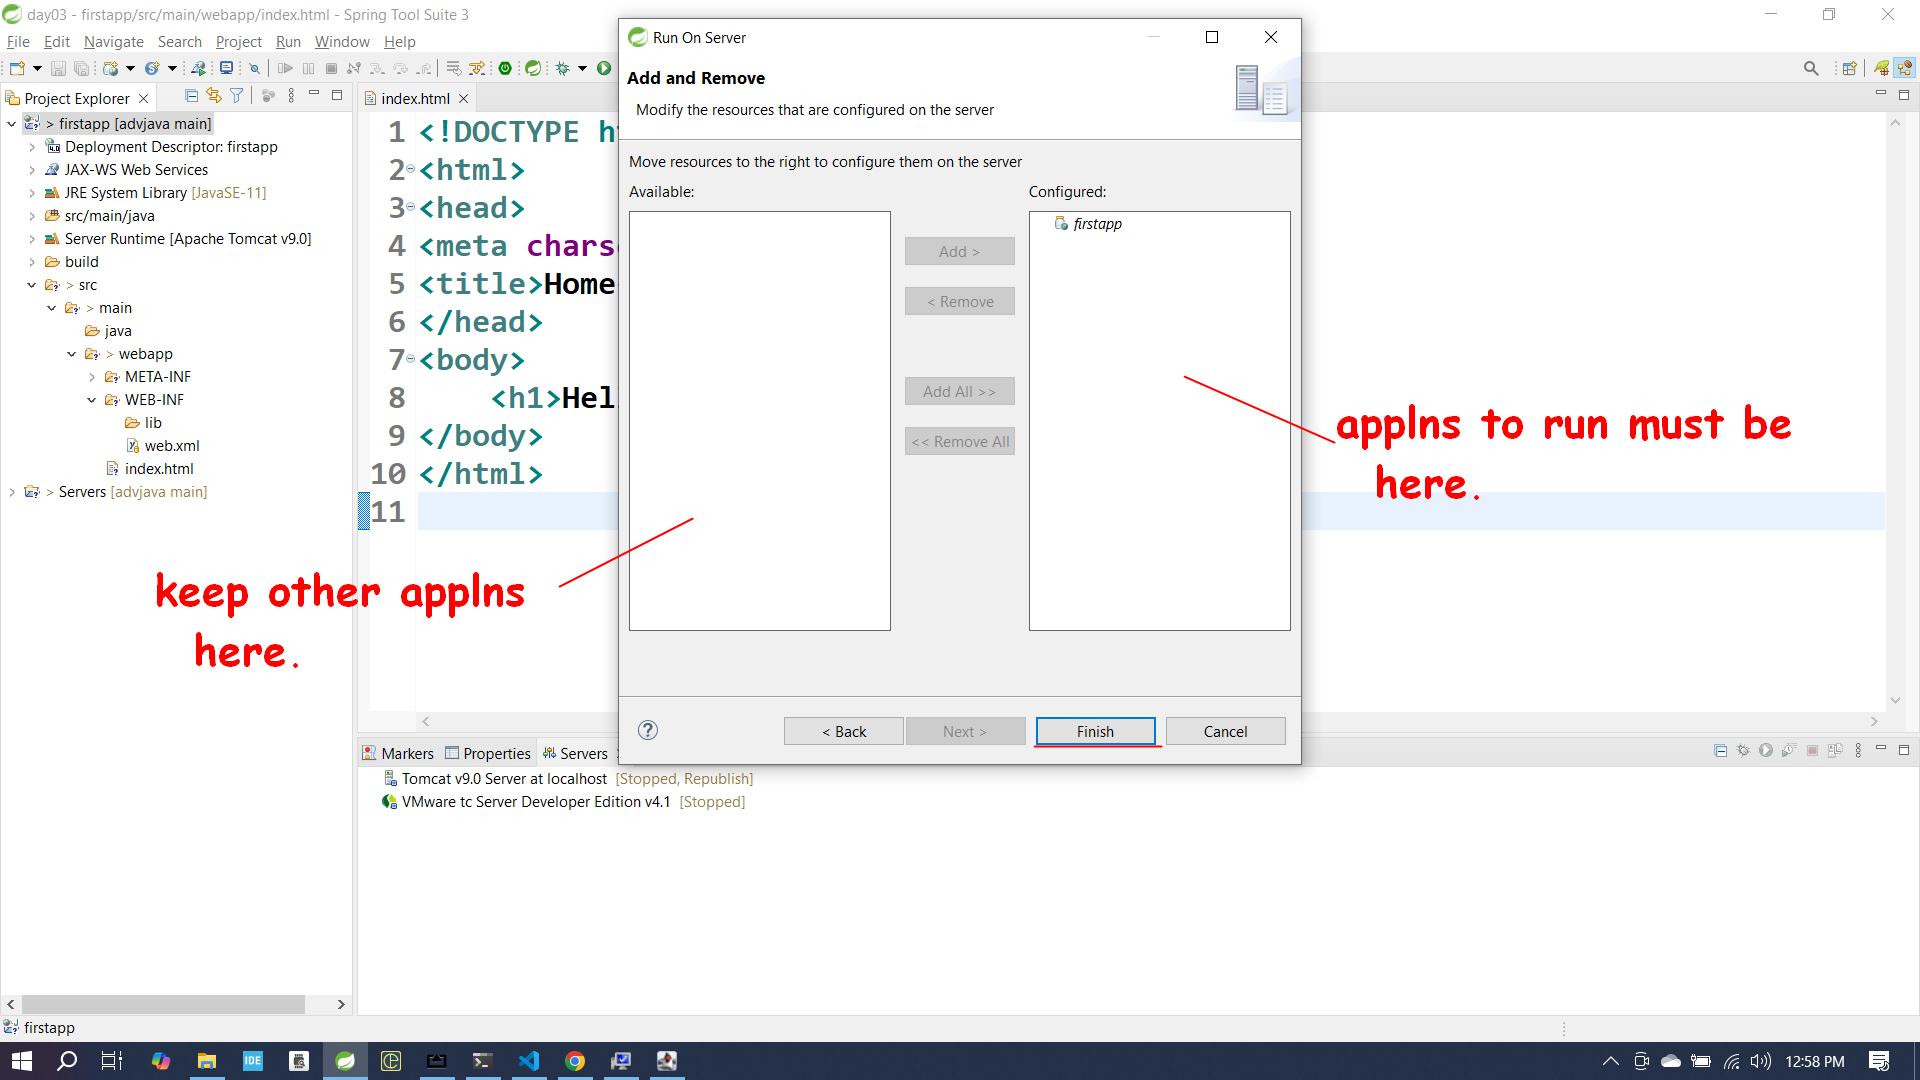 day03 - firstapp/src/main/webapp/index.html - Spring Tool Suite 3
File Edit Navigate Search Project Run Window Help
Project Explorer
> firstapp [advjava main]
Deployment Descriptor: firstapp
JAX-WS Web Services
JRE System Library [JavaSE-11]
src/main/java
Server Runtime [Apache Tomcat v9.0]
build
> src
> main
java
> webapp
META-INF
WEB-INF
lib
web.xml
index.html
> Servers [advjava main]
index.html
1 <!DOCTYPE
2 <html>
3 <head>
4 <meta
5 <title>Home
6 </head>
7 <body>
8 <h1>Hel
9 </body>
10 </html>
11
Run On Server
Add and Remove
Modify the resources that are configured on the server
Move resources to the right to configure them on the server
Available:
Configured:
firstapp
Add >
< Remove
Add All >>
<< Remove All
applns to run must be
here.
keep other applns
here.
?
< Back Next > Finish Cancel
Markers Properties Servers
Tomcat v9.0 Server at localhost [Stopped, Republish]
VMware tc Server Developer Edition v4.1 [Stopped]
firstapp
IDE
12:58 PM